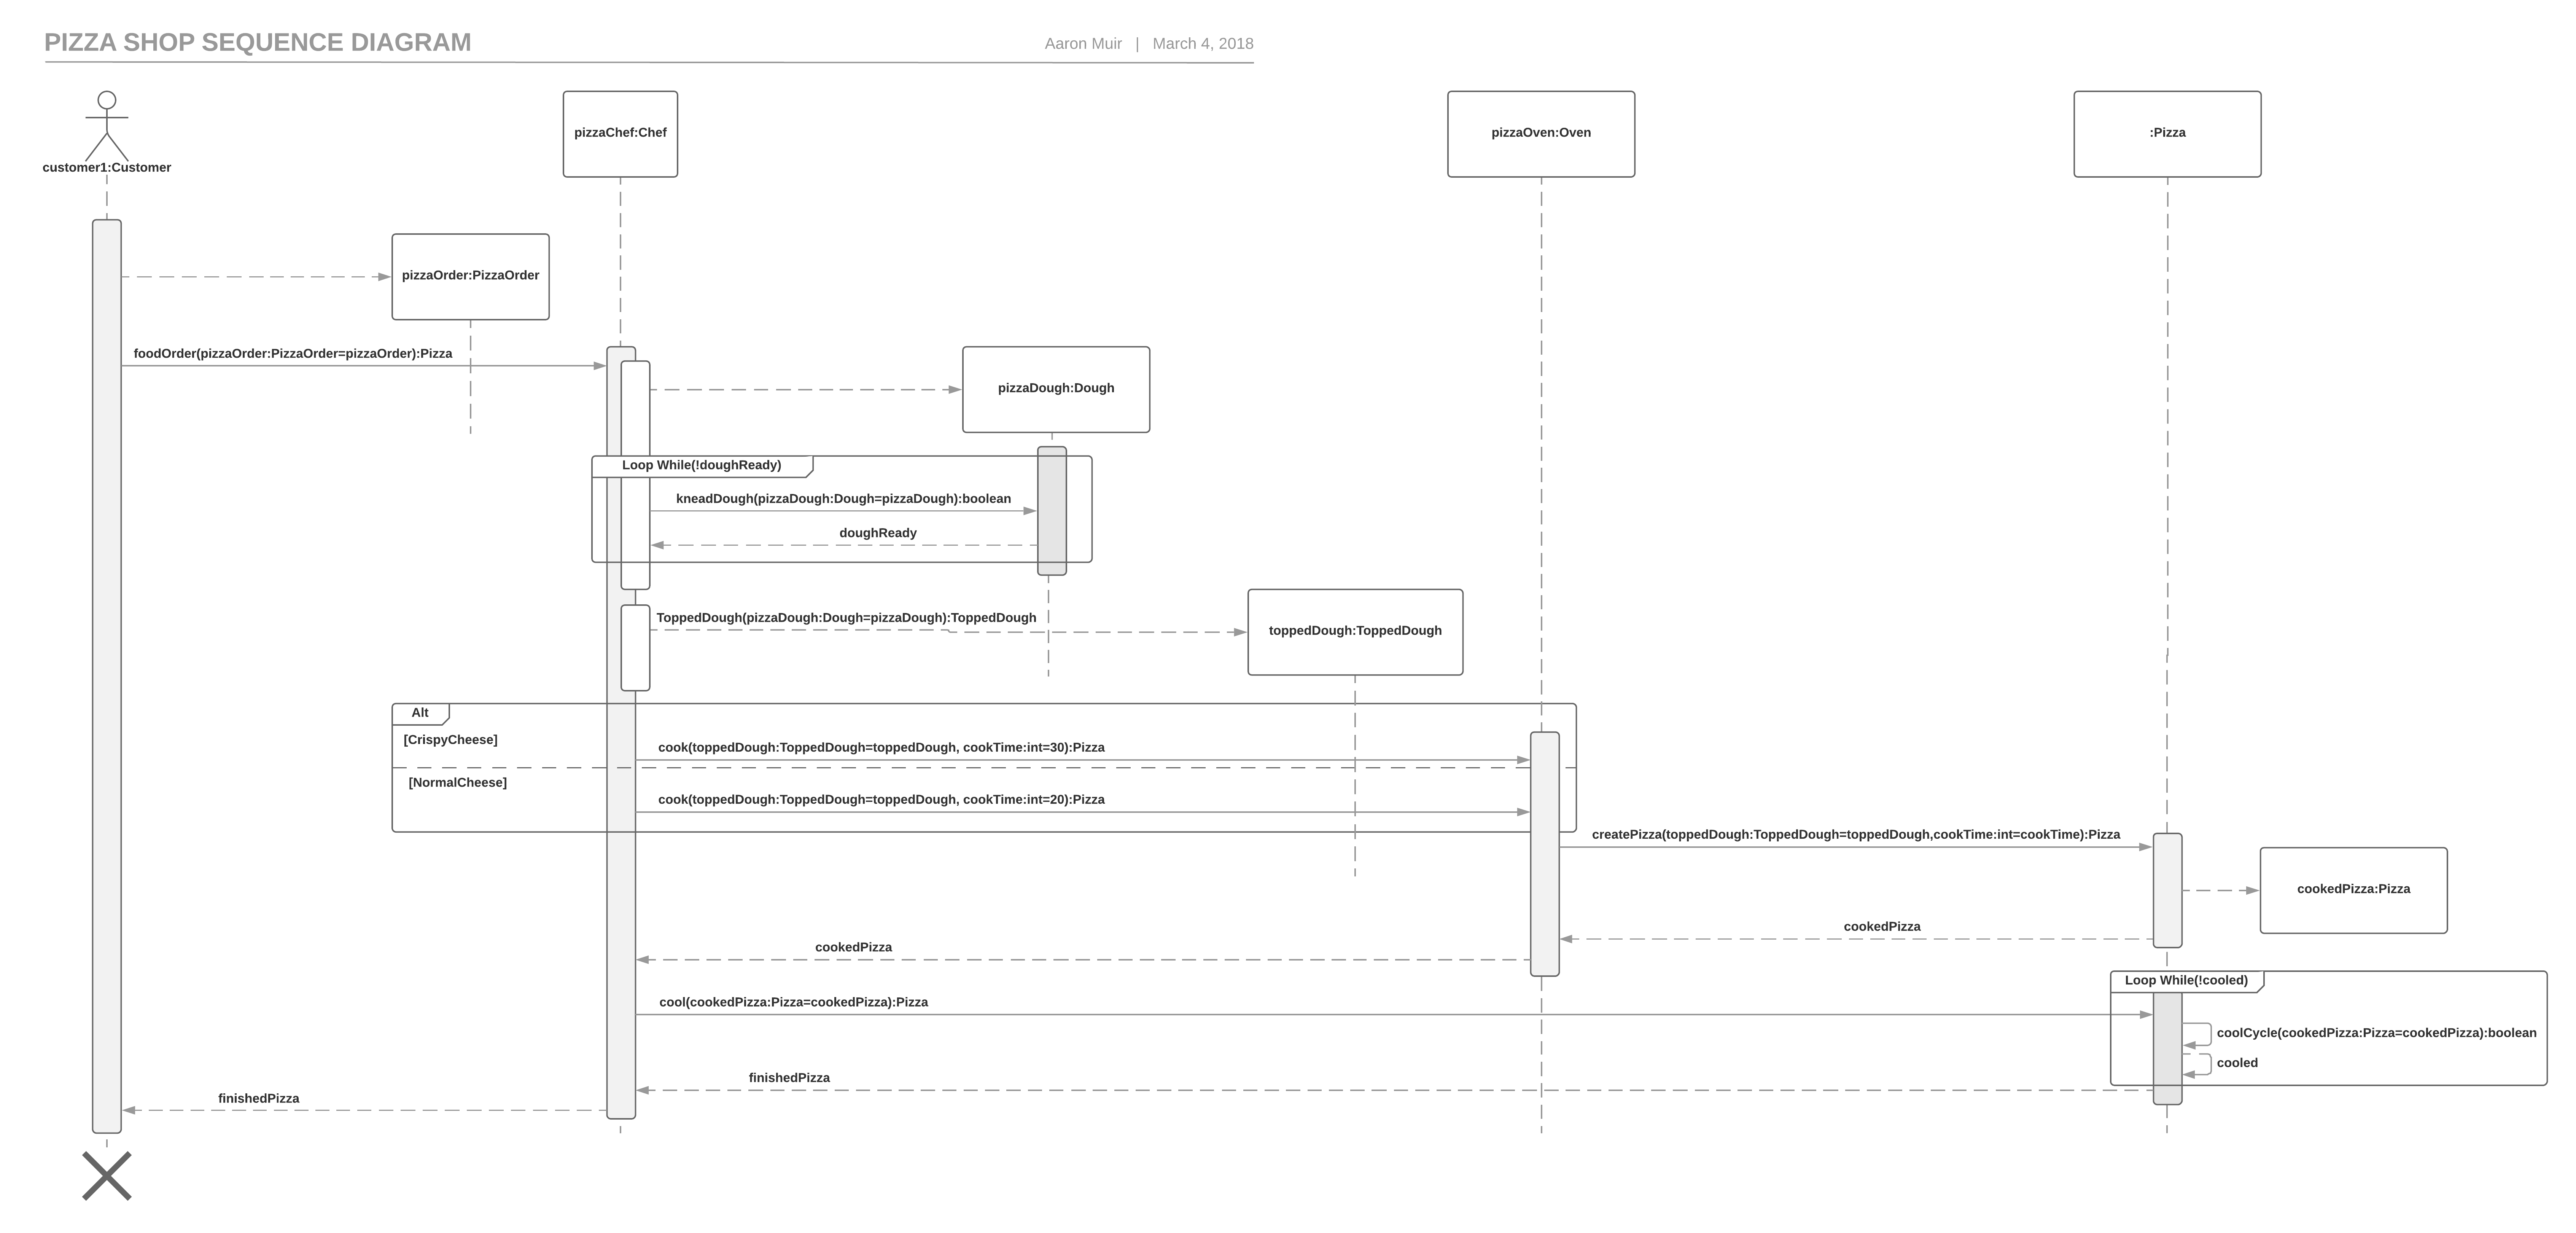 PIZZA SHOP SEQUENCE DIAGRAM
Aaron Muir | March 4, 2018
customer1:Customer
pizzaChef:Chef
pizzaOven:Oven
:Pizza
pizzaOrder:PizzaOrder
foodOrder(pizzaOrder:PizzaOrder=pizzaOrder):Pizza
pizzaDough:Dough
Loop While(!doughReady)
kneadDough(pizzaDough:Dough=pizzaDough):boolean
doughReady
ToppedDough(pizzaDough:Dough=pizzaDough):ToppedDough
toppedDough:ToppedDough
Alt
[CrispyCheese]
cook(toppedDough:ToppedDough=toppedDough, cookTime:int=30):Pizza
[NormalCheese]
cook(toppedDough:ToppedDough=toppedDough, cookTime:int=20):Pizza
createPizza(toppedDough:ToppedDough=toppedDough,cookTime:int=cookTime):Pizza
cookedPizza:Pizza
cookedPizza
cookedPizza
Loop While(!cooled)
cool(cookedPizza:Pizza=cookedPizza):Pizza
coolCycle(cookedPizza:Pizza=cookedPizza):boolean
cooled
finishedPizza
finishedPizza